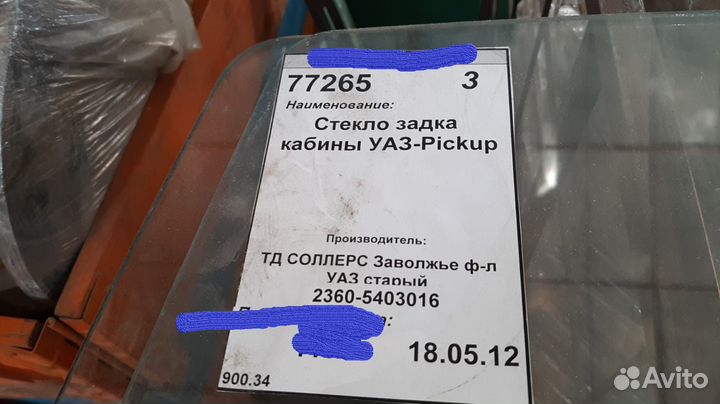 77265 3
Наименование:
Стекло задка
кабины УАЗ-Pickup
Производитель:
ТД СОЛЛЕРС Заволжье ф-л
УАЗ старый
2360-5403016
18.05.12
900.34
Avito